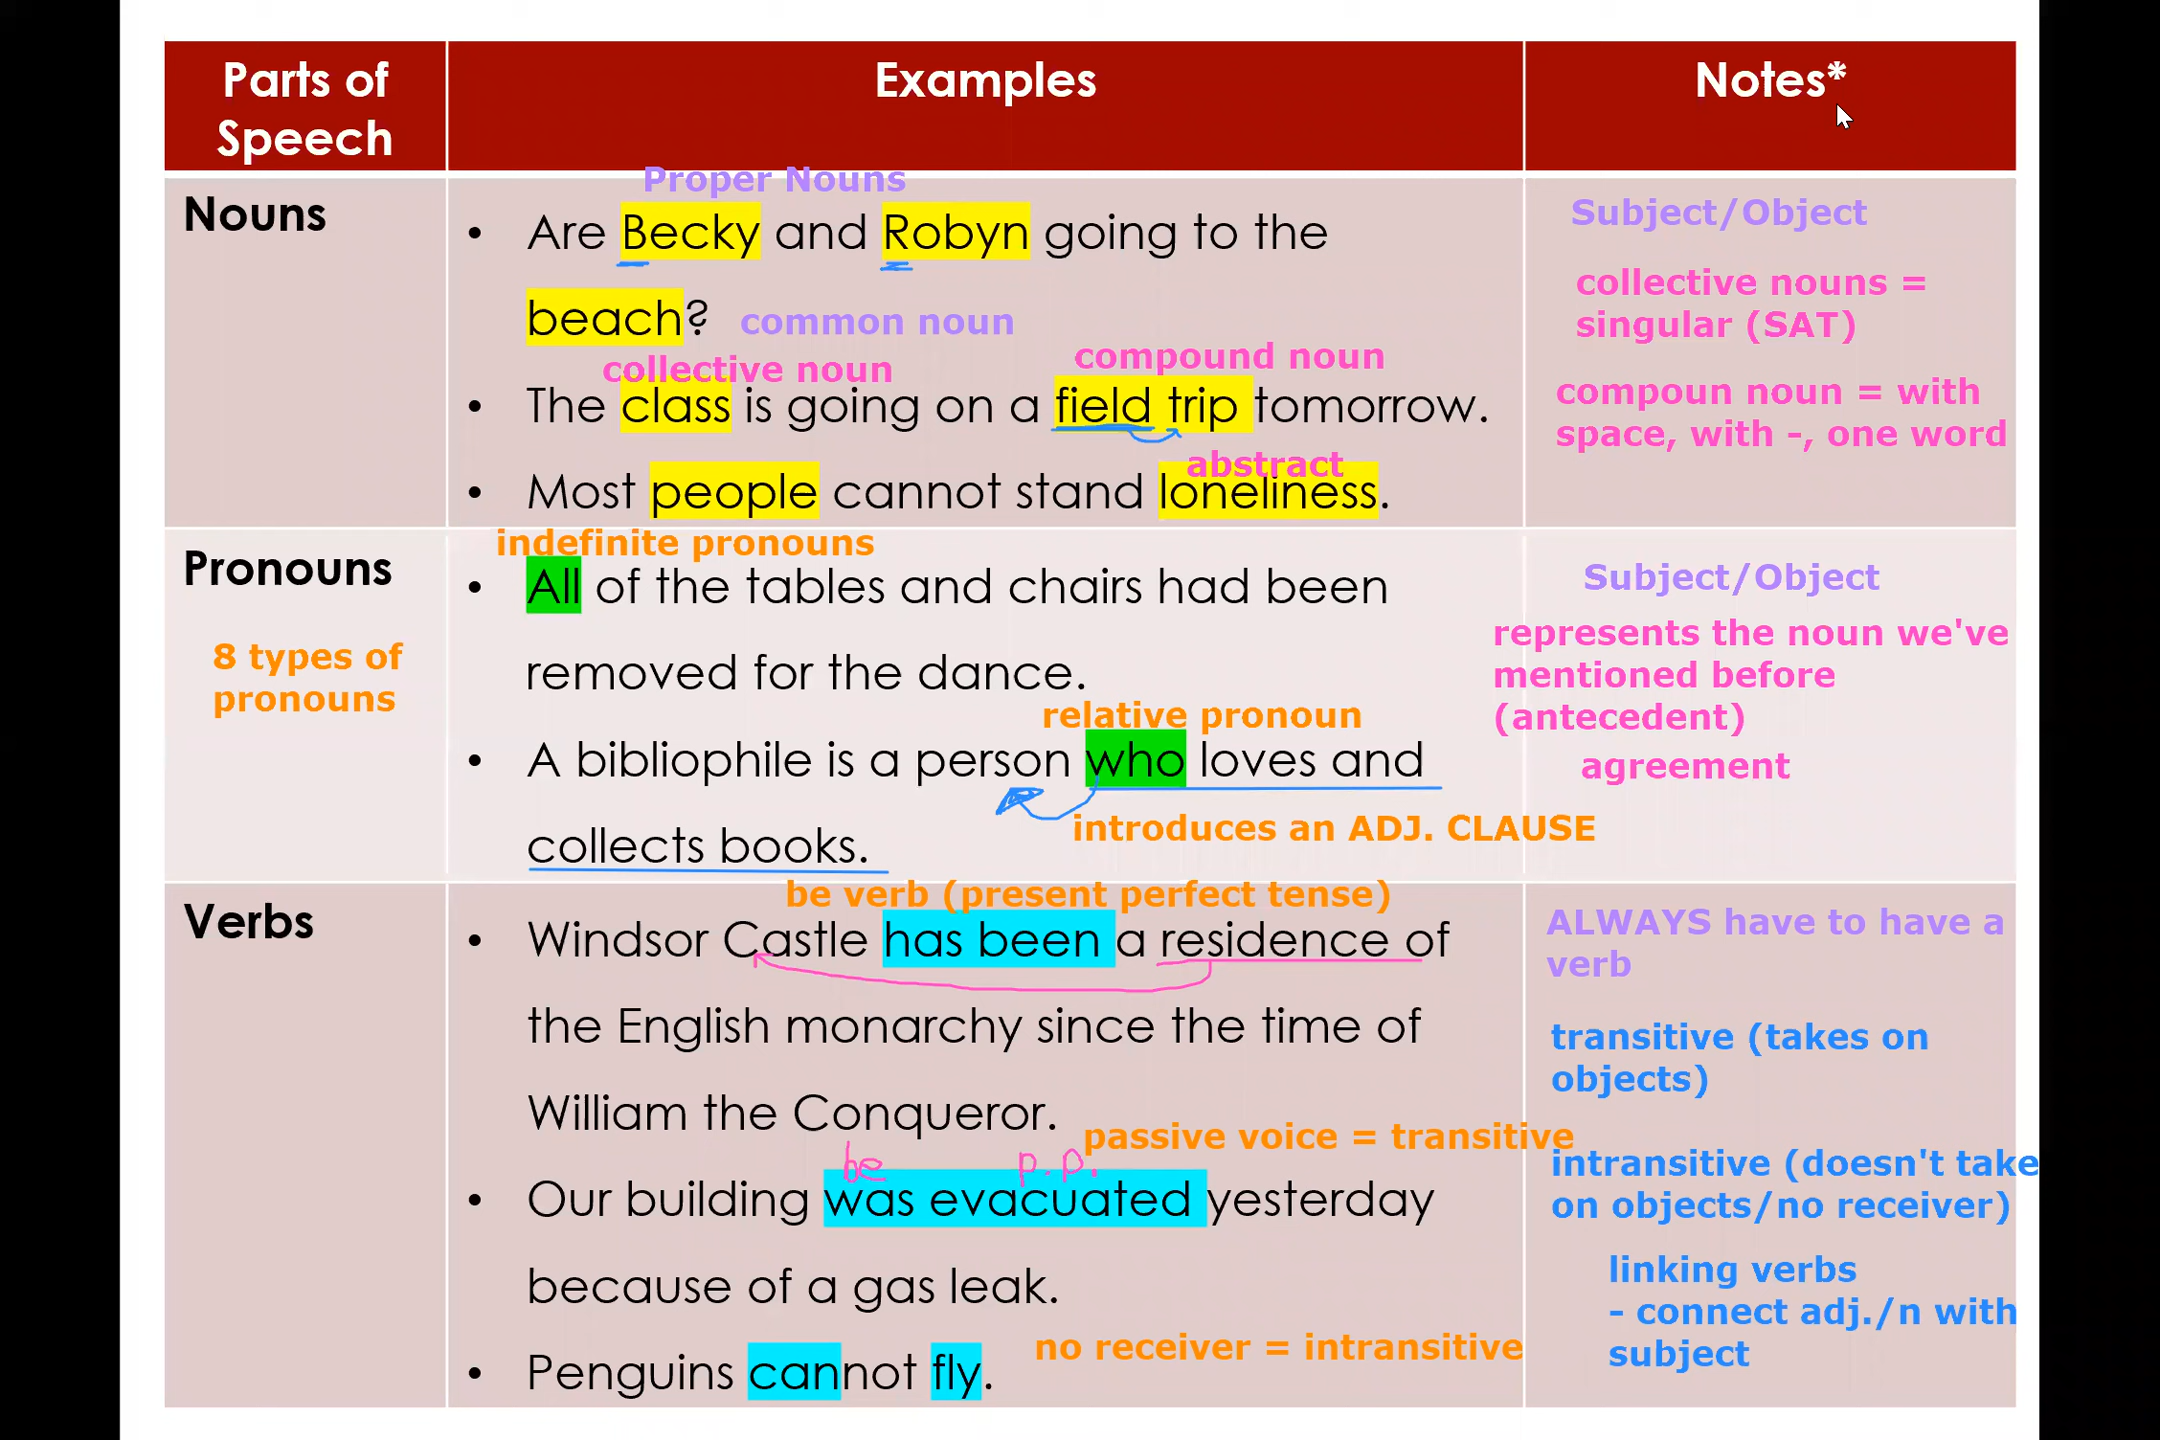 Parts of
Speech
Examples
Notes*
Nouns
Proper Nouns
• Are Becky and Robyn going to the
beach?
common noun
collective noun
compound noun
• The class is going on a field trip tomorrow.
abstract
• Most people cannot stand loneliness.
Subject/Object
collective nouns =
singular (SAT)
compoun noun = with
space, with -, one word
Pronouns
8 types of
pronouns
indefinite pronouns
• All of the tables and chairs had been
removed for the dance.
relative pronoun
• A bibliophile is a person who loves and
introduces an ADJ. CLAUSE
collects books.
Subject/Object
represents the noun we've
mentioned before
(antecedent)
agreement
Verbs
be verb (present perfect tense)
• Windsor Castle has been a residence of
the English monarchy since the time of
William the Conqueror.
passive voice = transitive
be p.p.
• Our building was evacuated yesterday
because of a gas leak.
no receiver = intransitive
• Penguins cannot fly.
ALWAYS have to have a
verb
transitive (takes on
objects)
intransitive (doesn't take
on objects/no receiver)
linking verbs
- connect adj./n with
subject